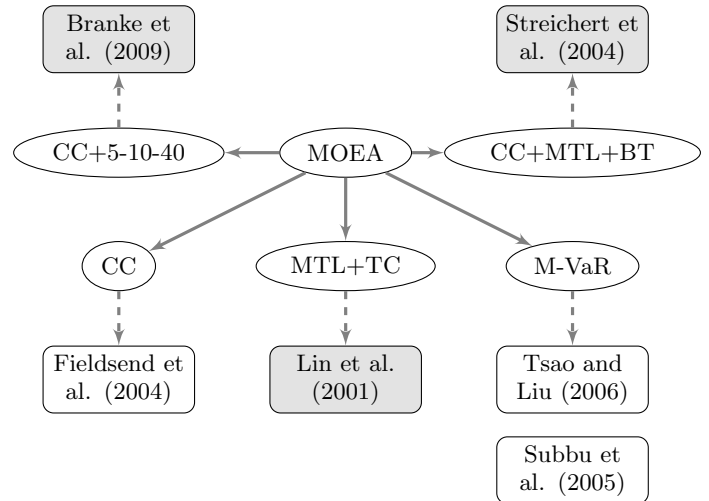 Branke et
al. (2009)
Streichert et
al. (2004)
CC+5-10-40
MOEA
CC+MTL+BT
CC
MTL+TC
M-VaR
Fieldsend et
al. (2004)
Lin et al.
(2001)
Tsao and
Liu (2006)
Subbu et
al. (2005)